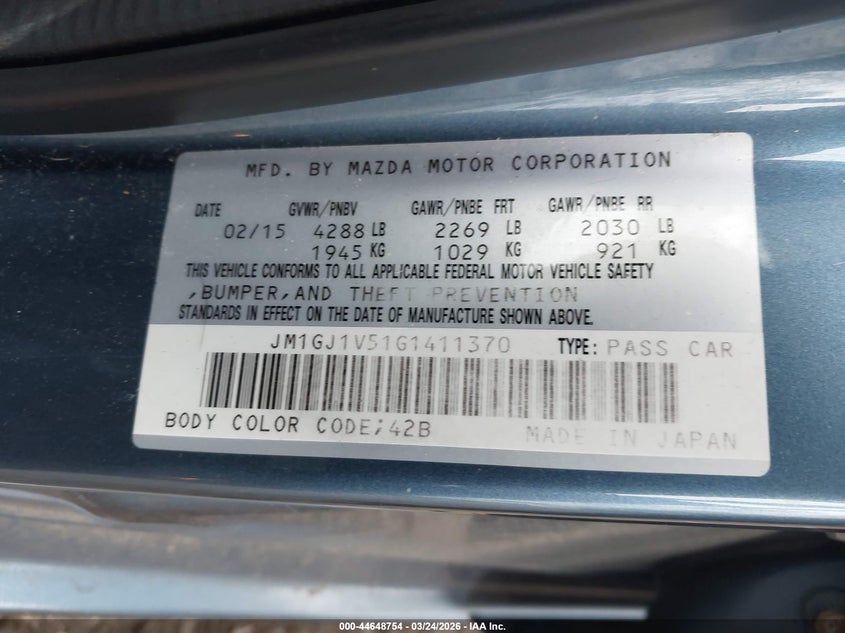 MFD. BY MAZDA MOTOR CORPORATION
DATE GVWR/PNBV GAWR/PNBE FRT GAWR/PNBE RR
02/15 4288 LB 2269 LB 2030 LB
1945 KG 1029 KG 921 KG
THIS VEHICLE CONFORMS TO ALL APPLICABLE FEDERAL MOTOR VEHICLE SAFETY
,BUMPER,AND THEFT PREVENTION
STANDARDS IN EFFECT ON THE DATE OF MANUFACTURE SHOWN ABOVE.
JM1GJ1V51G1411370 TYPE: PASS CAR
BODY COLOR CODE;42B MADE IN JAPAN
000-44648754 - 03/24/2026 - IAA Inc.